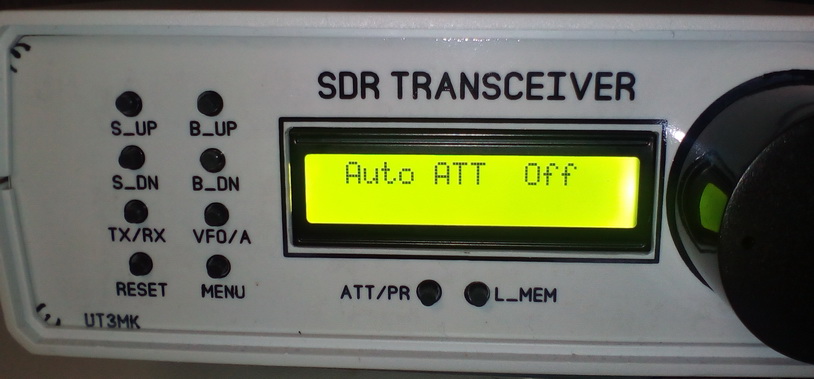 SDR TRANSCEIVER
S_UP B_UP
S_DN B_DN
TX/RX VFO/A
RESET MENU
Auto ATT Off
ATT/PR L_MEM
UT3MK